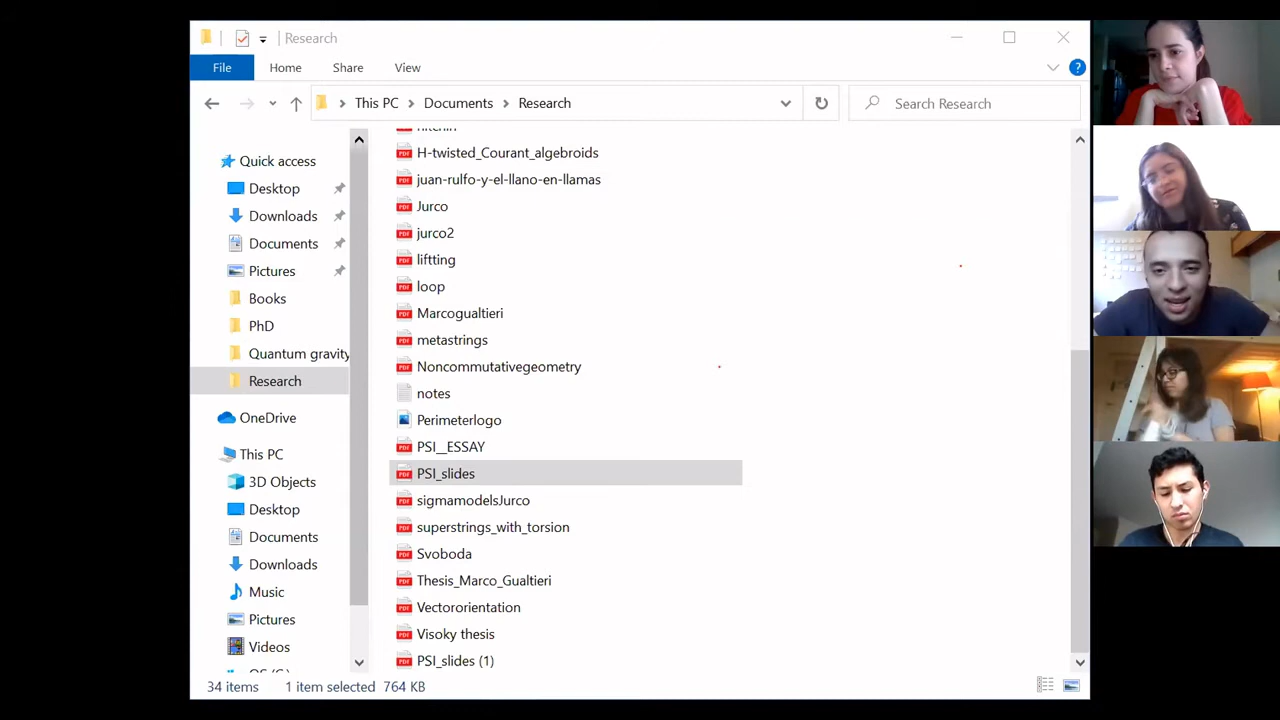 Research
File
Home
Share
View
This PC
Documents
Research
Search Research
Quick access
Desktop
Downloads
Documents
Pictures
Books
PhD
Quantum gravity
Research
OneDrive
This PC
3D Objects
Desktop
Documents
Downloads
Music
Pictures
Videos
H-twisted_Courant_algebroids
juan-rulfo-y-el-llano-en-llamas
Jurco
jurco2
liftting
loop
Marcogualtieri
metastrings
Noncommutativegeometry
notes
Perimeterlogo
PSI__ESSAY
PSI_slides
sigmamodelsJurco
superstrings_with_torsion
Svoboda
Thesis_Marco_Gualtieri
Vectororientation
Visoky thesis
PSI_slides (1)
34 items
1 item selected 764 KB